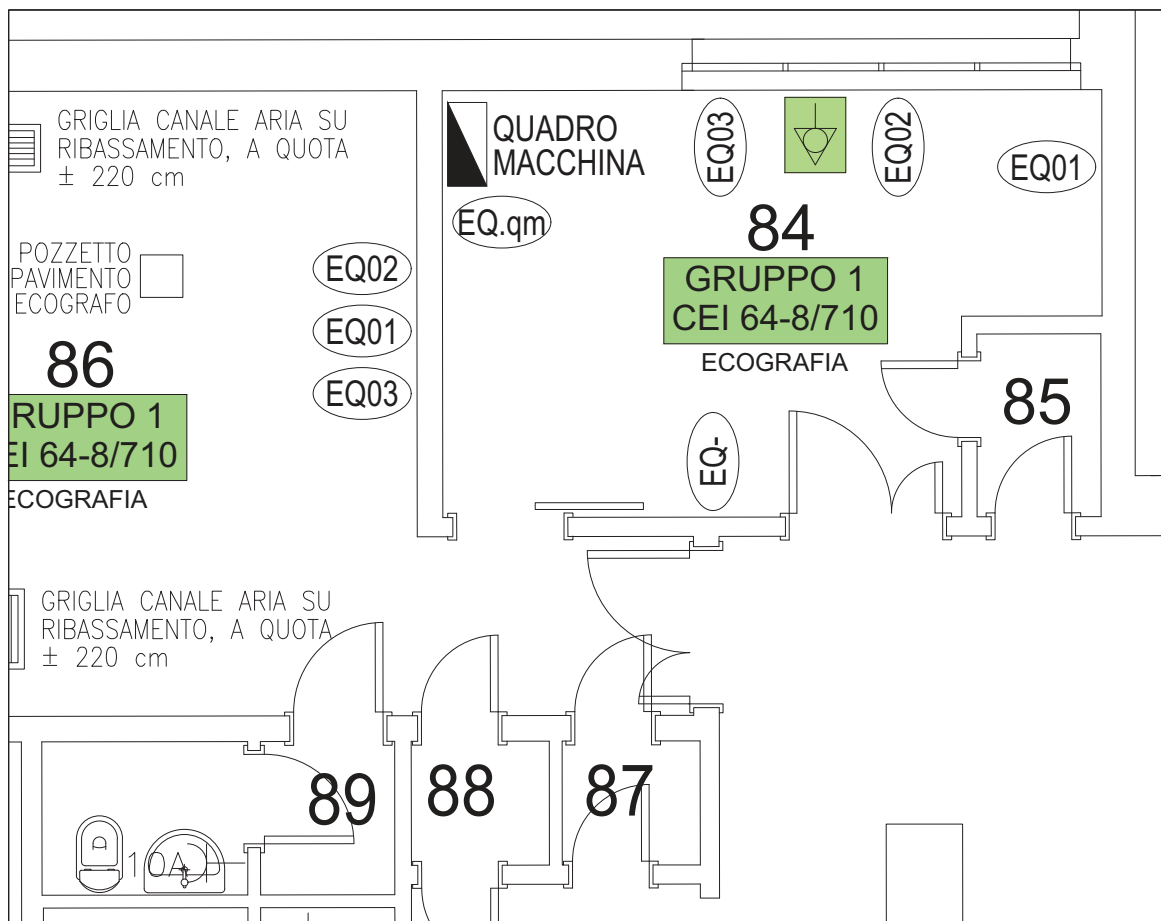 GRIGLIA CANALE ARIA SU
RIBASSAMENTO, A QUOTA
± 220 cm
QUADRO
MACCHINA
EQ03
EQ02
EQ01
EQ.qm
84
GRUPPO 1
CEI 64-8/710
ECOGRAFIA
POZZETTO
PAVIMENTO
ECOGRAFO
EQ02
EQ01
EQ03
86
RUPPO 1
EI 64-8/710
ECOGRAFIA
85
EQ-
GRIGLIA CANALE ARIA SU
RIBASSAMENTO, A QUOTA
± 220 cm
89
88
87
10A